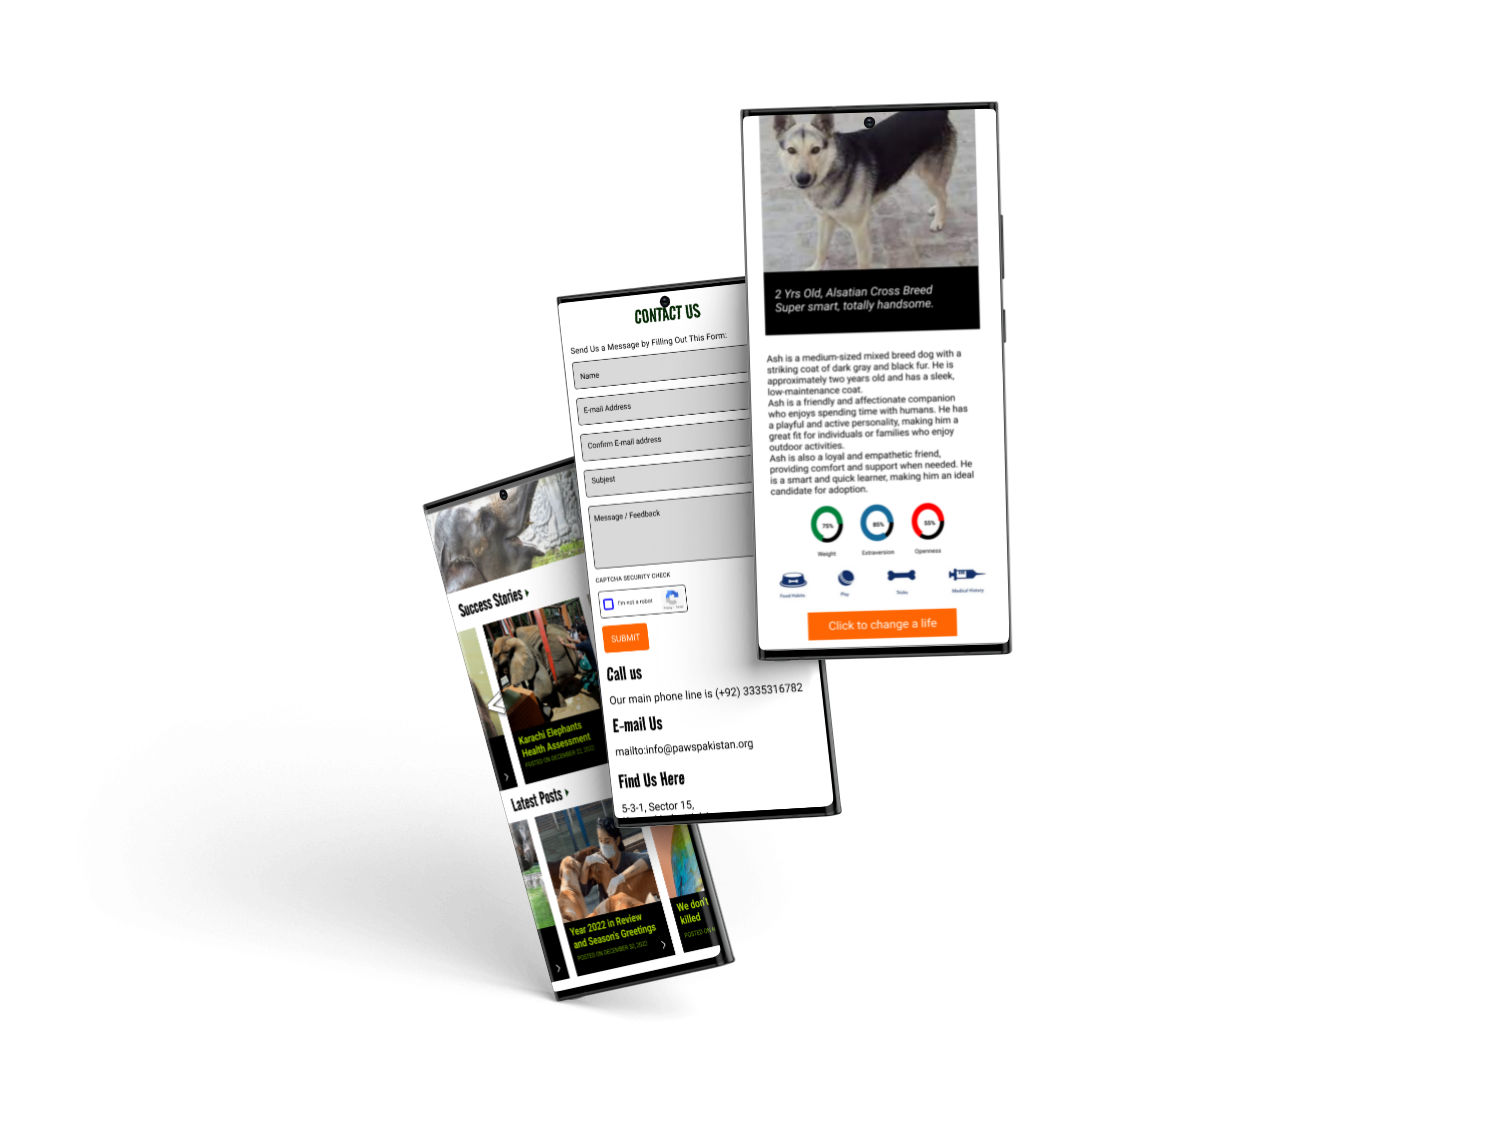 2 Yrs Old, Alsatian Cross Breed
Super smart, totally handsome.
Ash is a medium-sized mixed breed dog with a
striking coat of dark gray and black fur. He is
approximately two years old and has a sleek,
low-maintenance coat.
Ash is a friendly and affectionate companion
who enjoys spending time with humans. He has
a playful and active personality, making him a
great fit for individuals or families who enjoy
outdoor activities.
Ash is also a loyal and empathetic friend,
providing comfort and support when needed. He
is a smart and quick learner, making him an ideal
candidate for adoption.
75%
85%
55%
Weight
Extraversion
Openness
Food Habits
Play
Tricks
Medical History
Click to change a life
CONTACT US
Send Us a Message by Filling Out This Form:
Name
E-mail Address
Confirm E-mail address
Subjest
Message / Feedback
CAPTCHA SECURITY CHECK
I'm not a robot
SUBMIT
Call us
Our main phone line is (+92) 3335316782
E-mail Us
mailto:info@pawspakistan.org
Find Us Here
5-3-1, Sector 15,
Success Stories
Karachi Elephants
Health Assessment
POSTED ON DECEMBER 22, 2022
Latest Posts
Year 2022 in Review
and Season's Greetings
POSTED ON DECEMBER 22, 2022
We don't
killed
POSTED ON